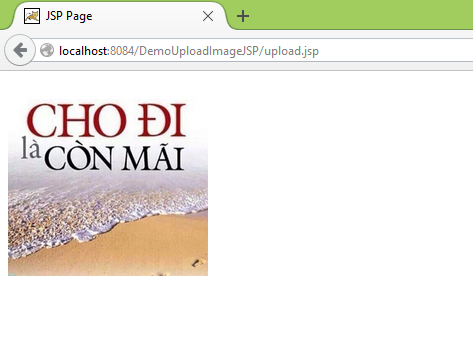 JSP Page
localhost:8084/DemoUploadImageJSP/upload.jsp
CHO ĐI
là CÒN MÃI